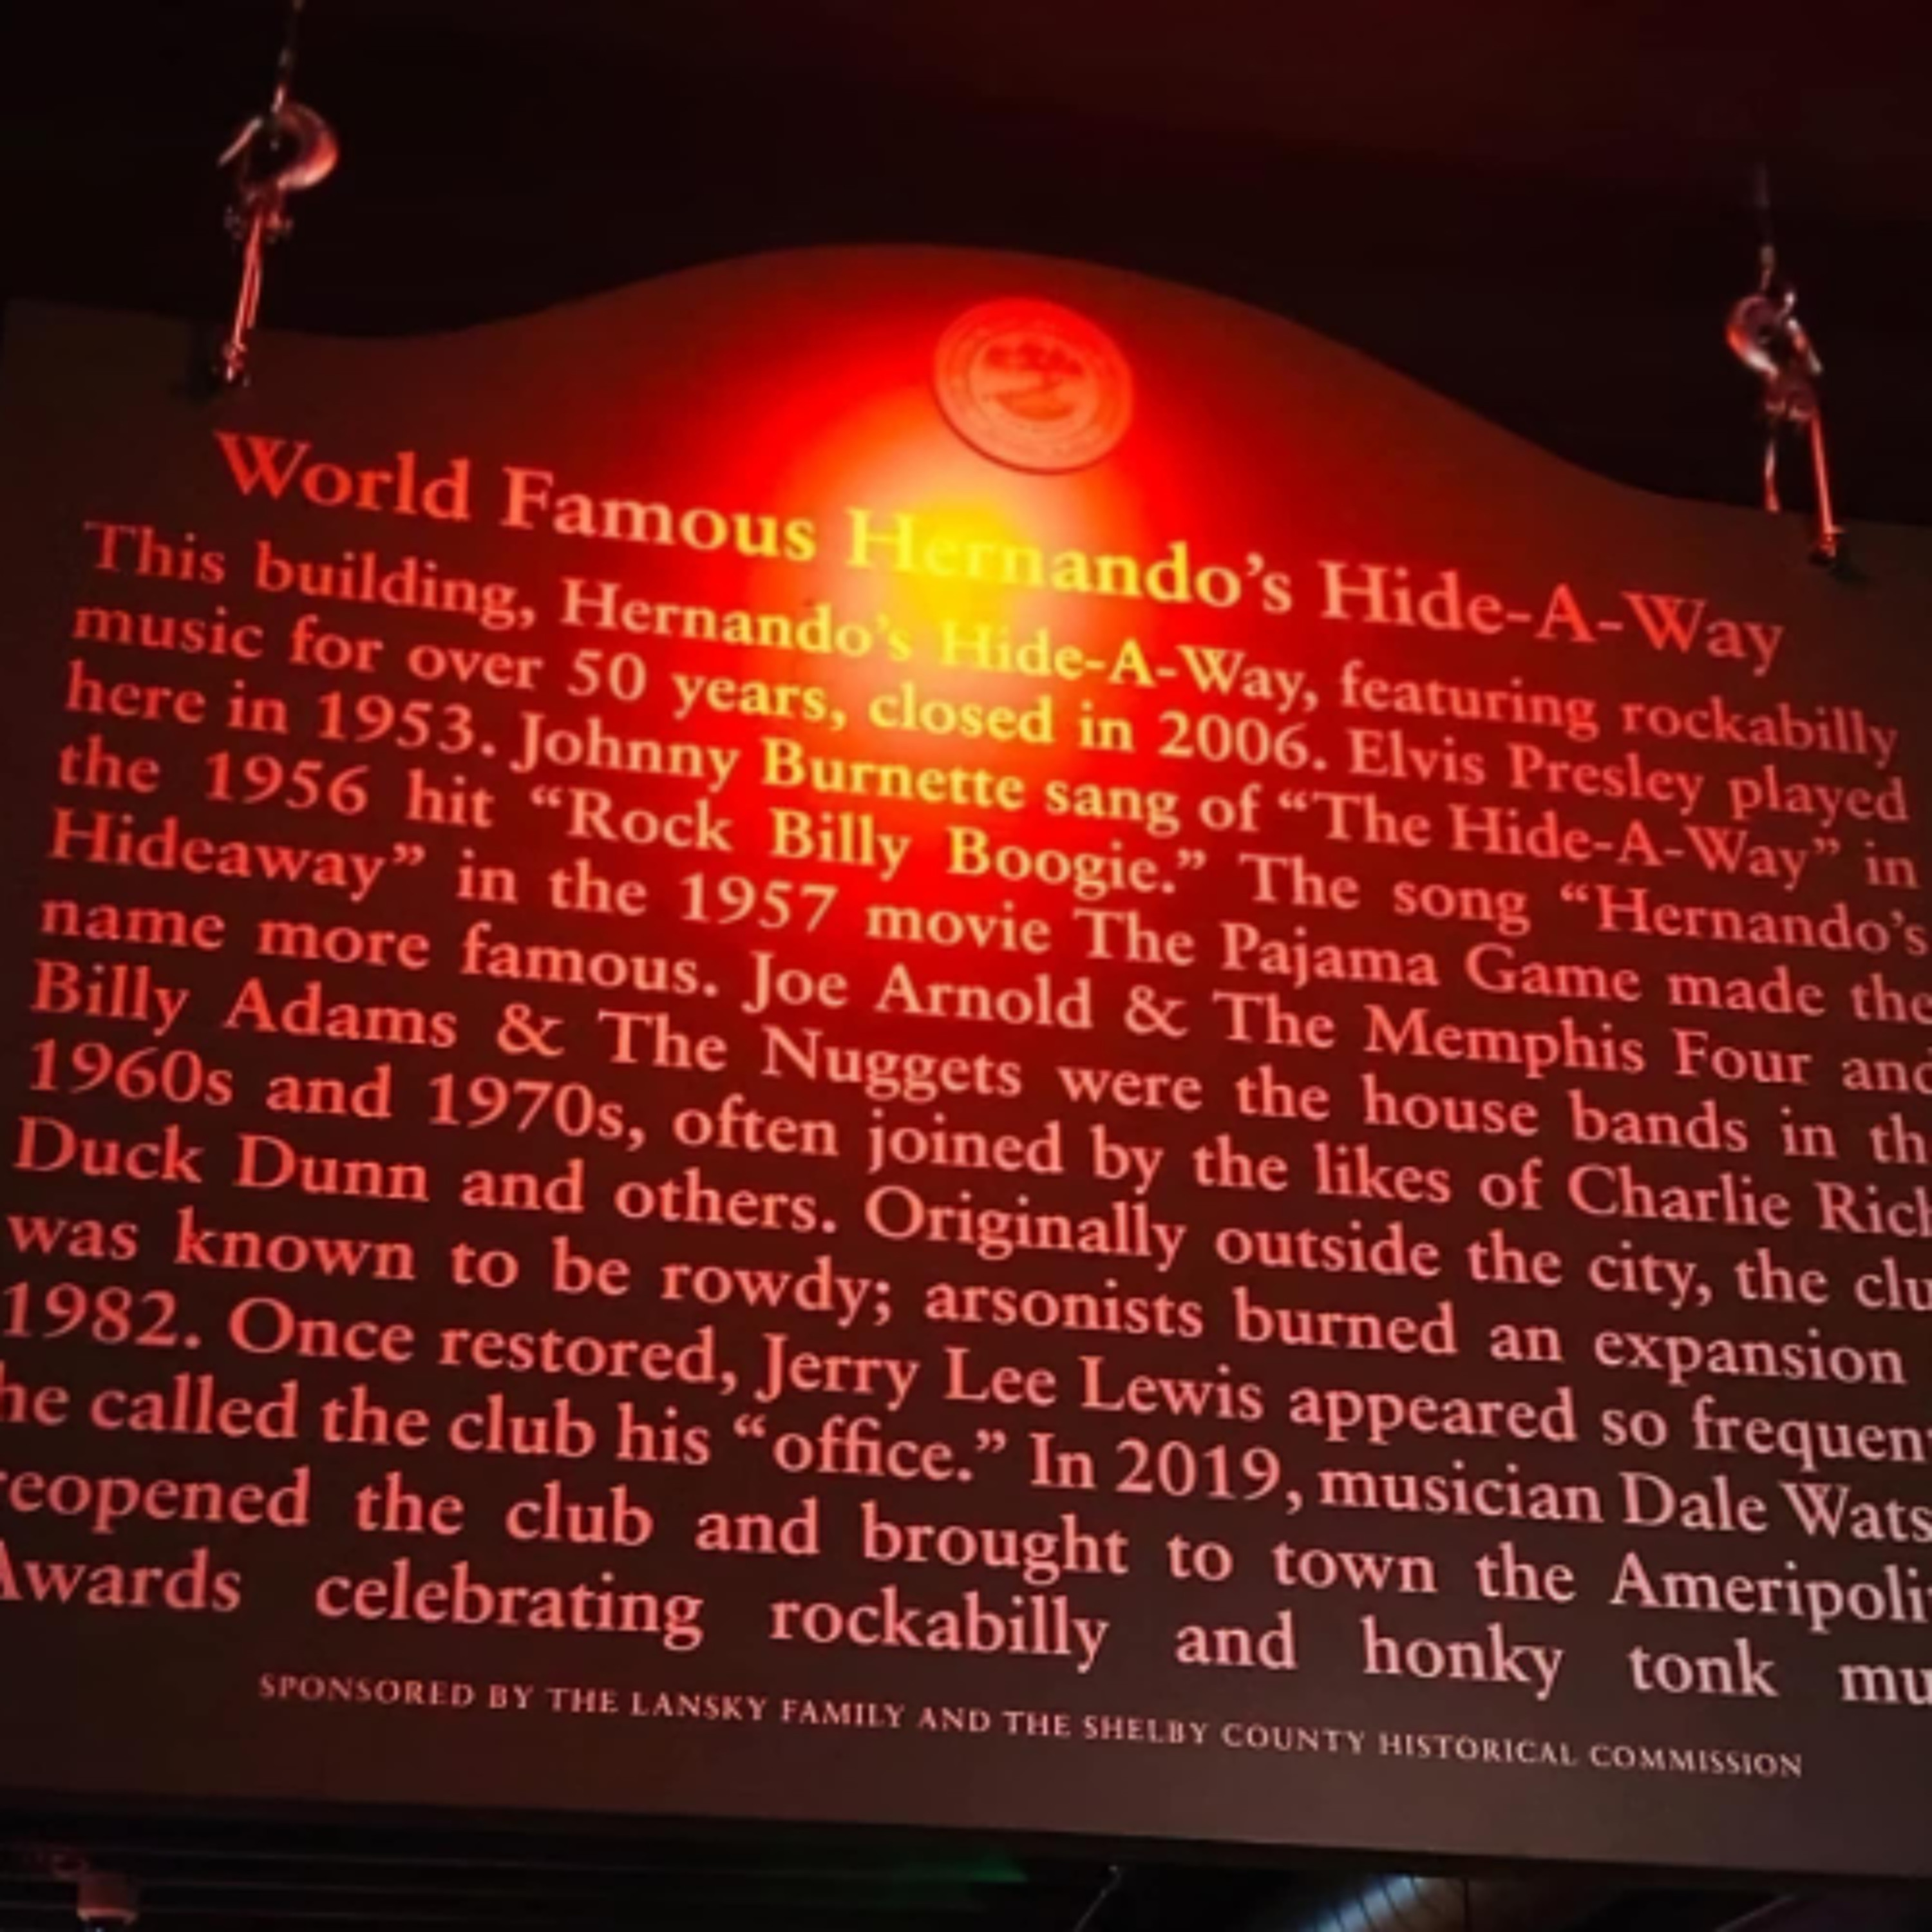 World Famous Hernando's Hide-A-Way
This building, Hernando's Hide-A-Way, featuring rockabilly
music for over 50 years, closed in 2006. Elvis Presley played
here in 1953. Johnny Burnette sang of “The Hide-A-Way” in
the 1956 hit “Rock Billy Boogie.” The song “Hernando's
Hideaway” in the 1957 movie The Pajama Game made the
name more famous. Joe Arnold & The Memphis Four and
Billy Adams & The Nuggets were the house bands in th
1960s and 1970s, often joined by the likes of Charlie Rich
Duck Dunn and others. Originally outside the city, the clu
was known to be rowdy; arsonists burned an expansion
1982. Once restored, Jerry Lee Lewis appeared so frequent
he called the club his “office.” In 2019, musician Dale Wats
reopened the club and brought to town the Ameripoli
Awards celebrating rockabilly and honky tonk mu
SPONSORED BY THE LANSKY FAMILY AND THE SHELBY COUNTY HISTORICAL COMMISSION